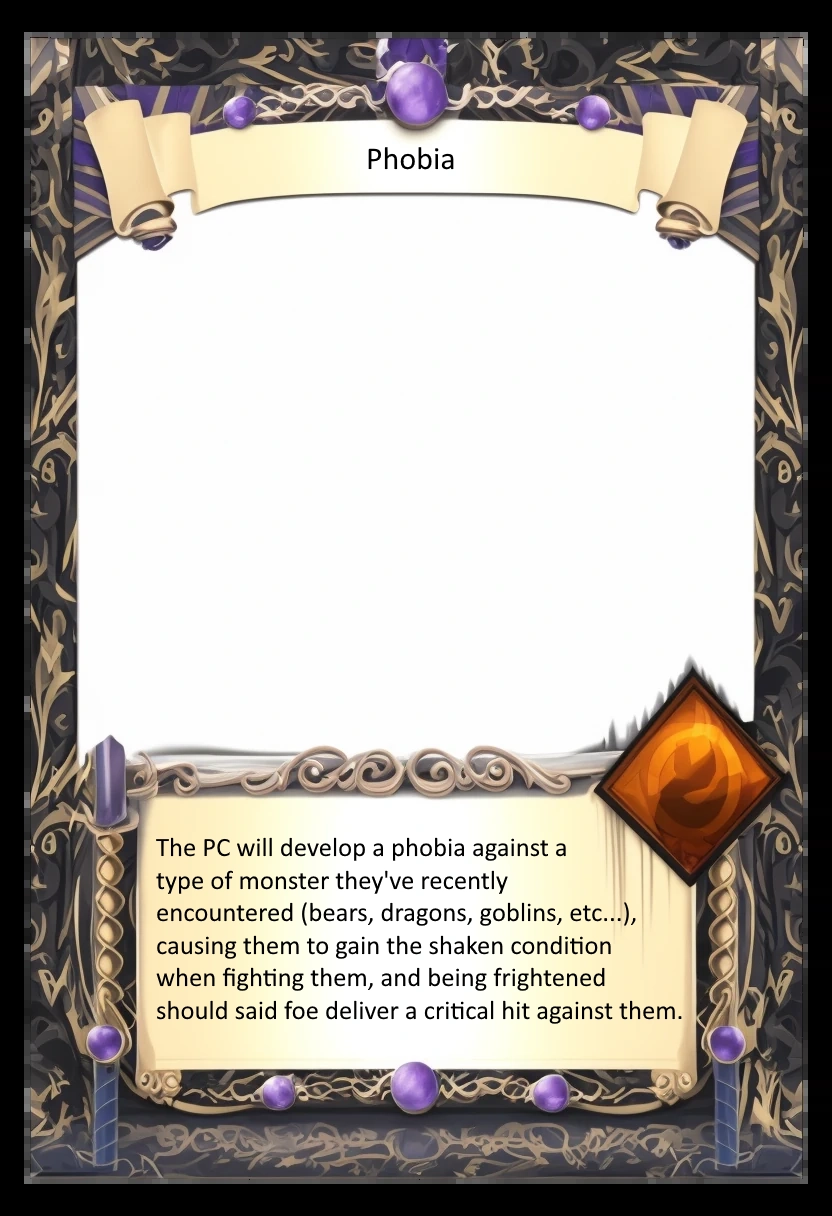 Phobia
The PC will develop a phobia against a
type of monster they've recently
encountered (bears, dragons, goblins, etc...),
causing them to gain the shaken condition
when fighting them, and being frightened
should said foe deliver a critical hit against them.